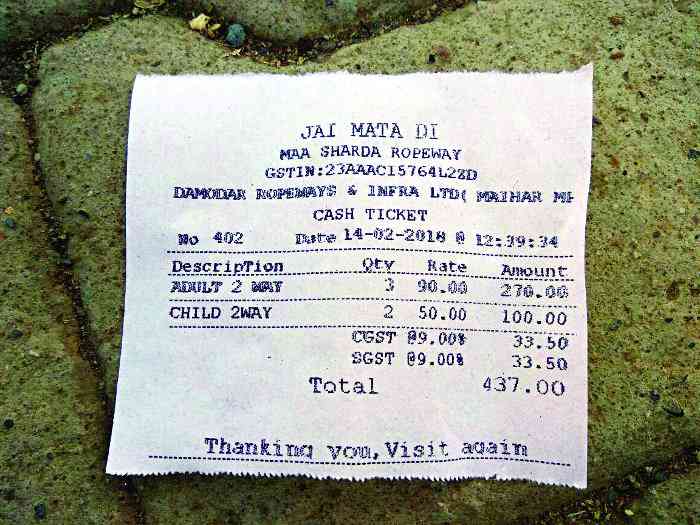 JAI MATA DI
MAA SHARDA ROPEWAY
GSTIN:23AAACI5764L2ZD
DAMODAR ROPEWAYS & INFRA LTD( MAIHAR MP
CASH TICKET
No 402 Date 14-02-2018 @ 12:39:34
Description Qty Rate Amount
ADULT 2 WAY 3 90.00 270.00
CHILD 2WAY 2 50.00 100.00
CGST @9.00% 33.50
SGST @9.00% 33.50
Total 437.00
Thanking you,Visit again